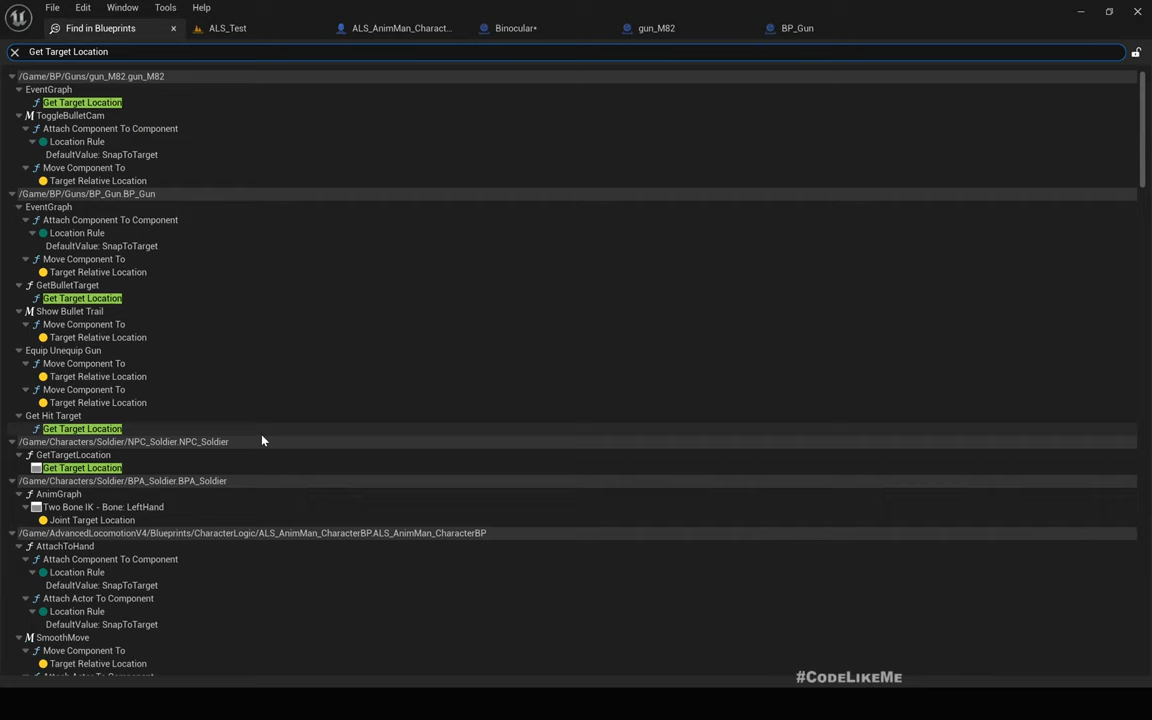 File Edit View Tools Help
Find in Blueprints ALS_Test ALS_AnimMan_Charact... Binocular* gun_M82 BP_Gun
Get Target Location
/Game/BP/Guns/gun_M82.gun_M82
EventGraph
Get Target Location
ToggleBulletCam
Attach Component To Component
Location Rule
DefaultValue: SnapToTarget
Move Component To
Target Relative Location
/Game/BP/Guns/BP_Gun.BP_Gun
EventGraph
Attach Component To Component
Location Rule
DefaultValue: SnapToTarget
Move Component To
Target Relative Location
GetBulletTarget
Get Target Location
Show Bullet Trail
Move Component To
Target Relative Location
Equip Unequip Gun
Move Component To
Target Relative Location
Move Component To
Target Relative Location
Get Hit Target
Get Target Location
/Game/Characters/Soldier/NPC_Soldier.NPC_Soldier
GetTargetLocation
Get Target Location
/Game/Characters/Soldier/BPA_Soldier.BPA_Soldier
AnimGraph
Two Bone IK - Bone: LeftHand
Joint Target Location
/Game/AdvancedLocomotionV4/Blueprints/CharacterLogic/ALS_AnimMan_CharacterBP.ALS_AnimMan_CharacterBP
AttachToHand
Attach Component To Component
Location Rule
DefaultValue: SnapToTarget
Attach Actor To Component
Location Rule
DefaultValue: SnapToTarget
SmoothMove
Move Component To
Target Relative Location
Attach Actor To Component
#CodeLikeMe